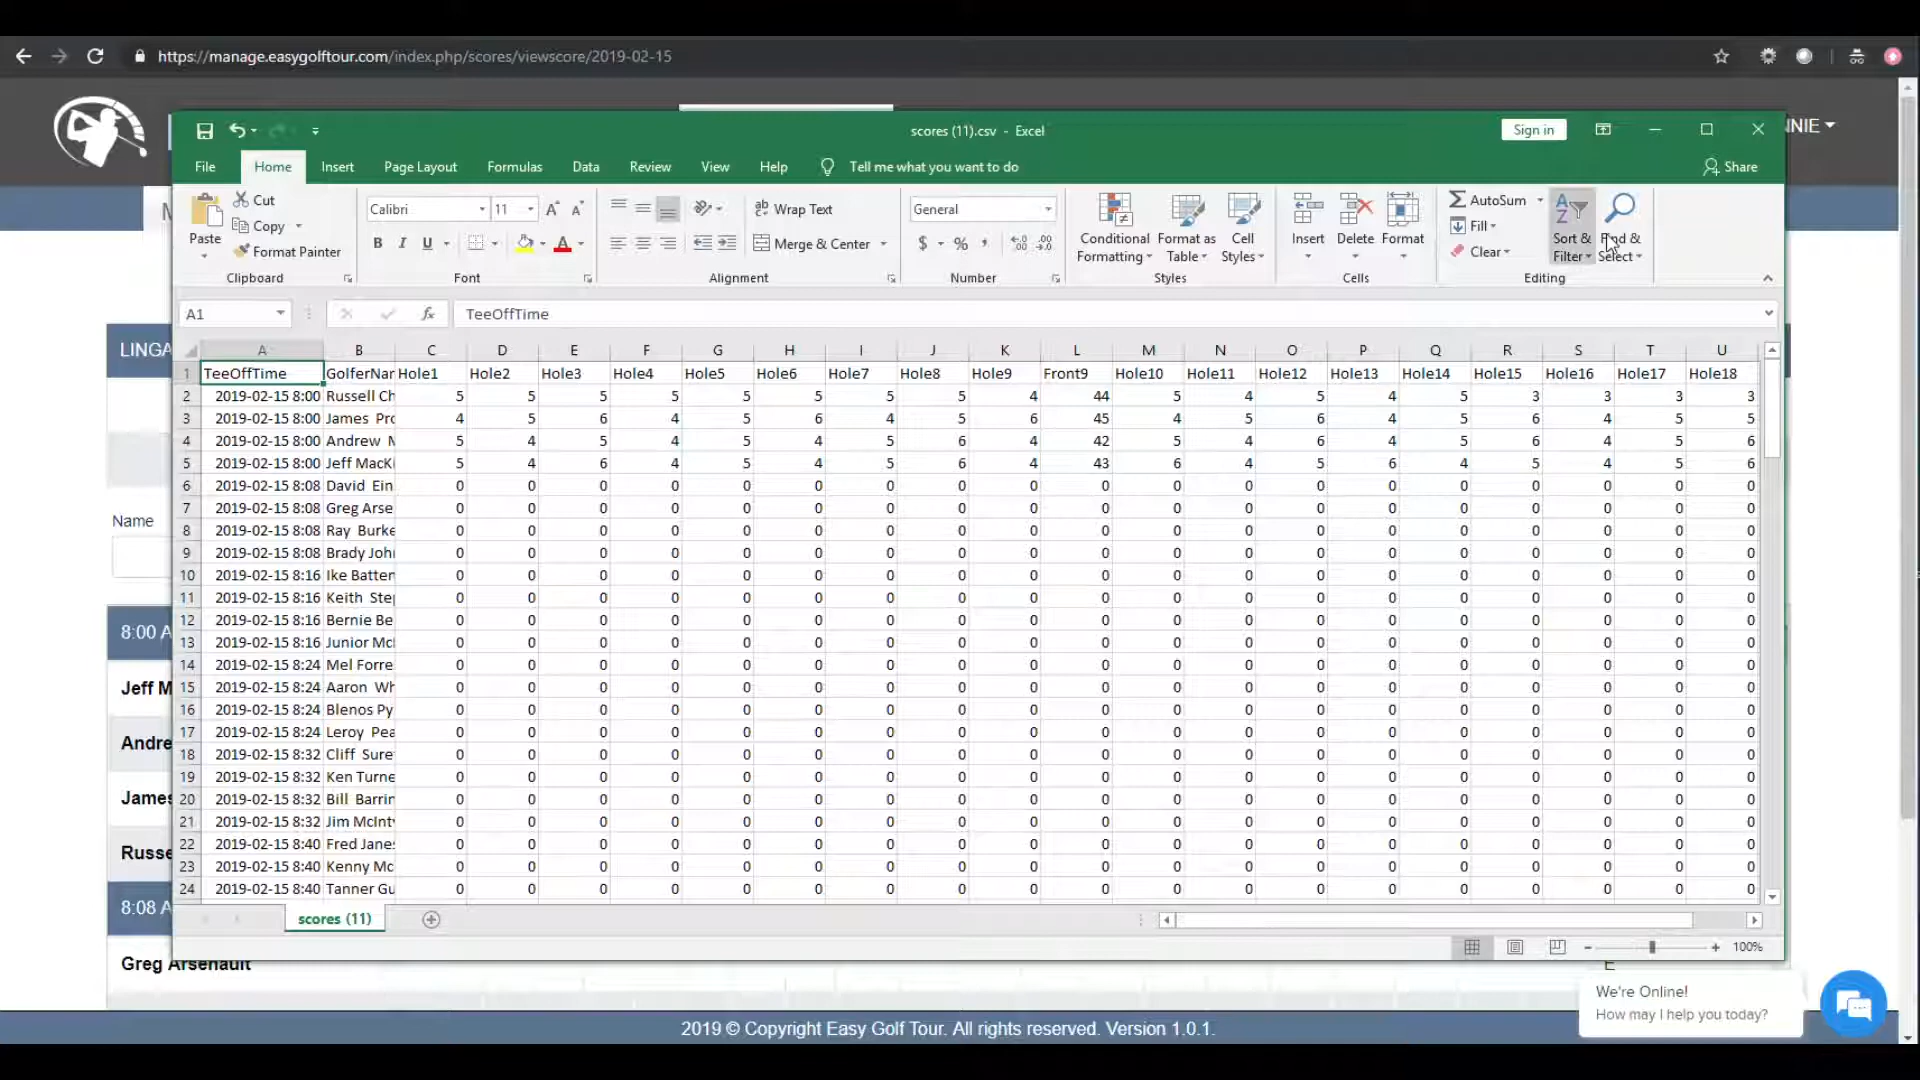 https://manage.easygolftour.com/index.php/scores/viewscore/2019-02-15
NNIE
scores (11).csv - Excel
Sign in
File Home Insert Page Layout Formulas Data Review View Help Tell me what you want to do Share
Paste Cut Copy Format Painter Clipboard
Calibri 11 B I U Font
Wrap Text Merge & Center Alignment
General $ % , Number
Conditional Formatting Format as Table Cell Styles Styles
Insert Delete Format Cells
AutoSum Fill Clear Sort & Filter Find & Select Editing
A1 fx TeeOffTime
A B C D E F G H I J K L M N O P Q R S T U
1 TeeOffTime GolferNar Hole1 Hole2 Hole3 Hole4 Hole5 Hole6 Hole7 Hole8 Hole9 Front9 Hole10 Hole11 Hole12 Hole13 Hole14 Hole15 Hole16 Hole17 Hole18
2 2019-02-15 8:00 Russell Ch 5 5 5 5 5 5 5 5 4 44 5 4 5 4 5 3 3 3 3
3 2019-02-15 8:00 James Pro 4 5 6 4 5 6 4 5 6 45 4 5 6 4 5 6 4 5 5
4 2019-02-15 8:00 Andrew M 5 4 5 4 5 4 5 6 4 42 5 4 6 4 5 6 4 5 6
5 2019-02-15 8:00 Jeff MacKi 5 4 6 4 5 4 5 6 4 43 6 4 5 6 4 5 4 5 6
6 2019-02-15 8:08 David Ein 0 0 0 0 0 0 0 0 0 0 0 0 0 0 0 0 0 0 0
7 2019-02-15 8:08 Greg Arse 0 0 0 0 0 0 0 0 0 0 0 0 0 0 0 0 0 0 0
8 2019-02-15 8:08 Ray Burke 0 0 0 0 0 0 0 0 0 0 0 0 0 0 0 0 0 0 0
9 2019-02-15 8:08 Brady Joh 0 0 0 0 0 0 0 0 0 0 0 0 0 0 0 0 0 0 0
10 2019-02-15 8:16 Ike Batten 0 0 0 0 0 0 0 0 0 0 0 0 0 0 0 0 0 0 0
11 2019-02-15 8:16 Keith Step 0 0 0 0 0 0 0 0 0 0 0 0 0 0 0 0 0 0 0
12 2019-02-15 8:16 Bernie Be 0 0 0 0 0 0 0 0 0 0 0 0 0 0 0 0 0 0 0
13 2019-02-15 8:16 Junior Mc 0 0 0 0 0 0 0 0 0 0 0 0 0 0 0 0 0 0 0
14 2019-02-15 8:24 Mel Forre 0 0 0 0 0 0 0 0 0 0 0 0 0 0 0 0 0 0 0
15 2019-02-15 8:24 Aaron Wh 0 0 0 0 0 0 0 0 0 0 0 0 0 0 0 0 0 0 0
16 2019-02-15 8:24 Blenos Py 0 0 0 0 0 0 0 0 0 0 0 0 0 0 0 0 0 0 0
17 2019-02-15 8:24 Leroy Pea 0 0 0 0 0 0 0 0 0 0 0 0 0 0 0 0 0 0 0
18 2019-02-15 8:32 Cliff Sure 0 0 0 0 0 0 0 0 0 0 0 0 0 0 0 0 0 0 0
19 2019-02-15 8:32 Ken Turne 0 0 0 0 0 0 0 0 0 0 0 0 0 0 0 0 0 0 0
20 2019-02-15 8:32 Bill Barrin 0 0 0 0 0 0 0 0 0 0 0 0 0 0 0 0 0 0 0
21 2019-02-15 8:32 Jim McInt 0 0 0 0 0 0 0 0 0 0 0 0 0 0 0 0 0 0 0
22 2019-02-15 8:40 Fred Jane 0 0 0 0 0 0 0 0 0 0 0 0 0 0 0 0 0 0 0
23 2019-02-15 8:40 Kenny Mc 0 0 0 0 0 0 0 0 0 0 0 0 0 0 0 0 0 0 0
24 2019-02-15 8:40 Tanner Gu 0 0 0 0 0 0 0 0 0 0 0 0 0 0 0 0 0 0 0
scores (11)
100%
LINGA
Name
8:00 A
Jeff M
Andre
James
Russe
8:08 A
Greg Arsenault
E
We're Online!
How may I help you today?
2019 © Copyright Easy Golf Tour. All rights reserved. Version 1.0.1.